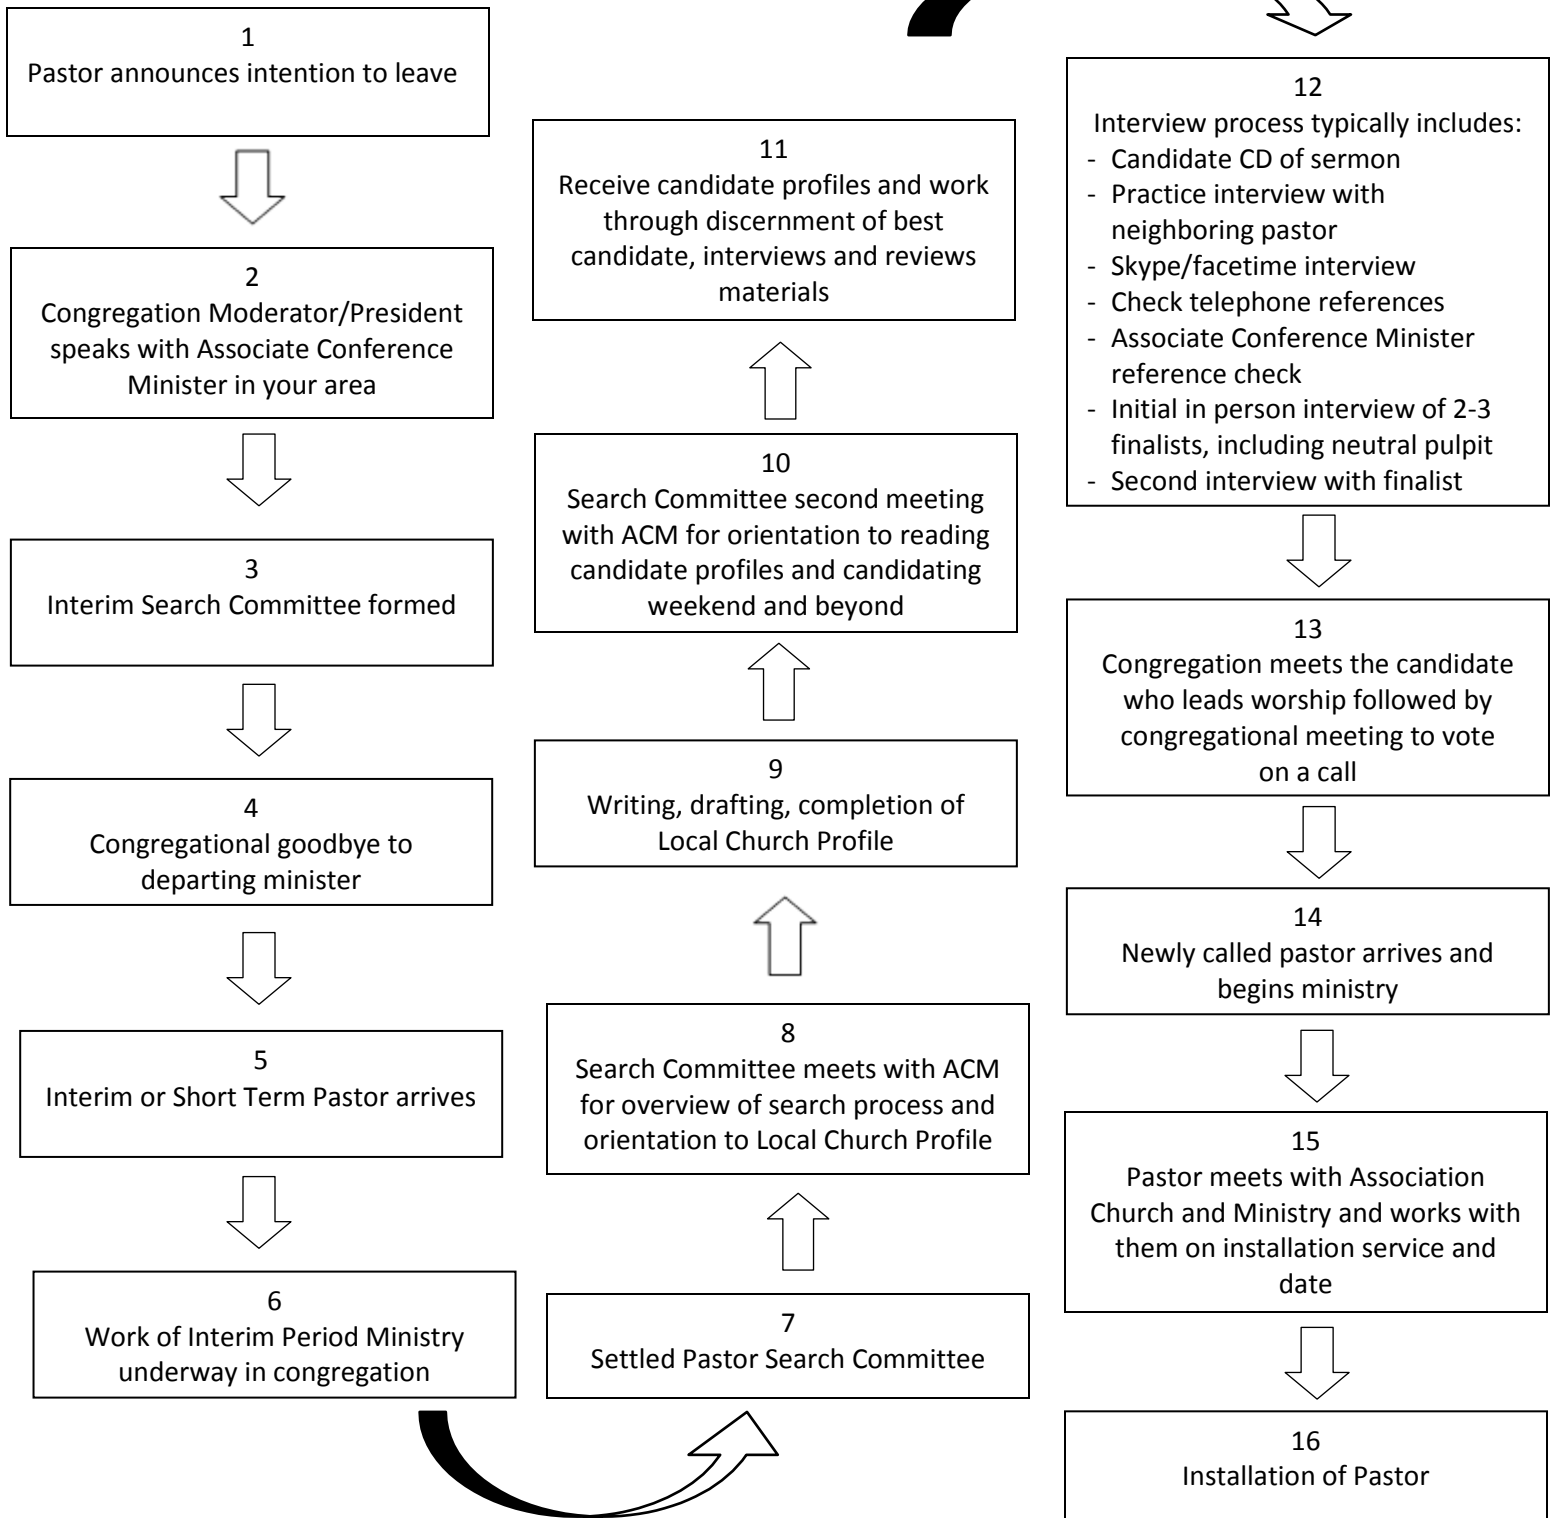 1
Pastor announces intention to leave
2
Congregation Moderator/President
speaks with Associate Conference
Minister in your area
3
Interim Search Committee formed
4
Congregational goodbye to
departing minister
5
Interim or Short Term Pastor arrives
6
Work of Interim Period Ministry
underway in congregation
7
Settled Pastor Search Committee
8
Search Committee meets with ACM
for overview of search process and
orientation to Local Church Profile
9
Writing, drafting, completion of
Local Church Profile
10
Search Committee second meeting
with ACM for orientation to reading
candidate profiles and candidating
weekend and beyond
11
Receive candidate profiles and work
through discernment of best
candidate, interviews and reviews
materials
12
Interview process typically includes:
- Candidate CD of sermon
- Practice interview with
neighboring pastor
- Skype/facetime interview
- Check telephone references
- Associate Conference Minister
reference check
- Initial in person interview of 2-3
finalists, including neutral pulpit
- Second interview with finalist
13
Congregation meets the candidate
who leads worship followed by
congregational meeting to vote
on a call
14
Newly called pastor arrives and
begins ministry
15
Pastor meets with Association
Church and Ministry and works with
them on installation service and
date
16
Installation of Pastor